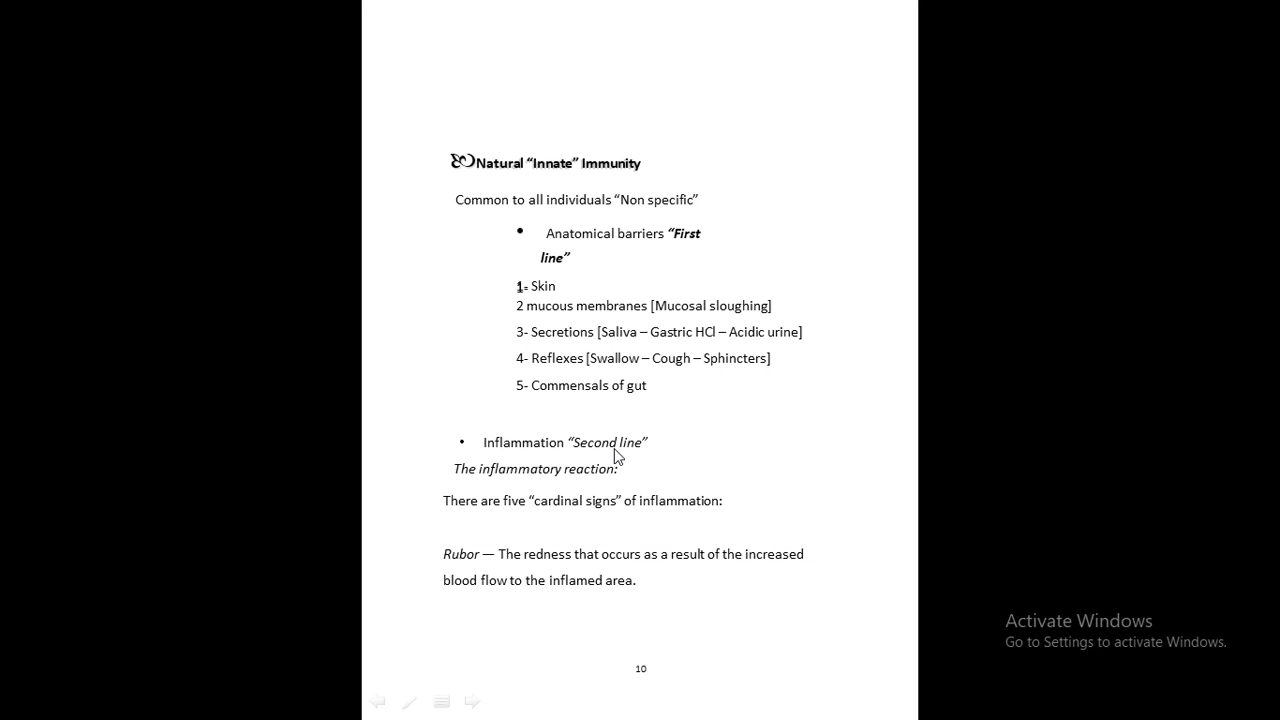 Natural “Innate” Immunity
Common to all individuals “Non specific”
• Anatomical barriers “First
line”
1- Skin
2 mucous membranes [Mucosal sloughing]
3- Secretions [Saliva – Gastric HCl – Acidic urine]
4- Reflexes [Swallow – Cough – Sphincters]
5- Commensals of gut
• Inflammation “Second line”
The inflammatory reaction:
There are five “cardinal signs” of inflammation:
Rubor — The redness that occurs as a result of the increased
blood flow to the inflamed area.
10
Activate Windows
Go to Settings to activate Windows.